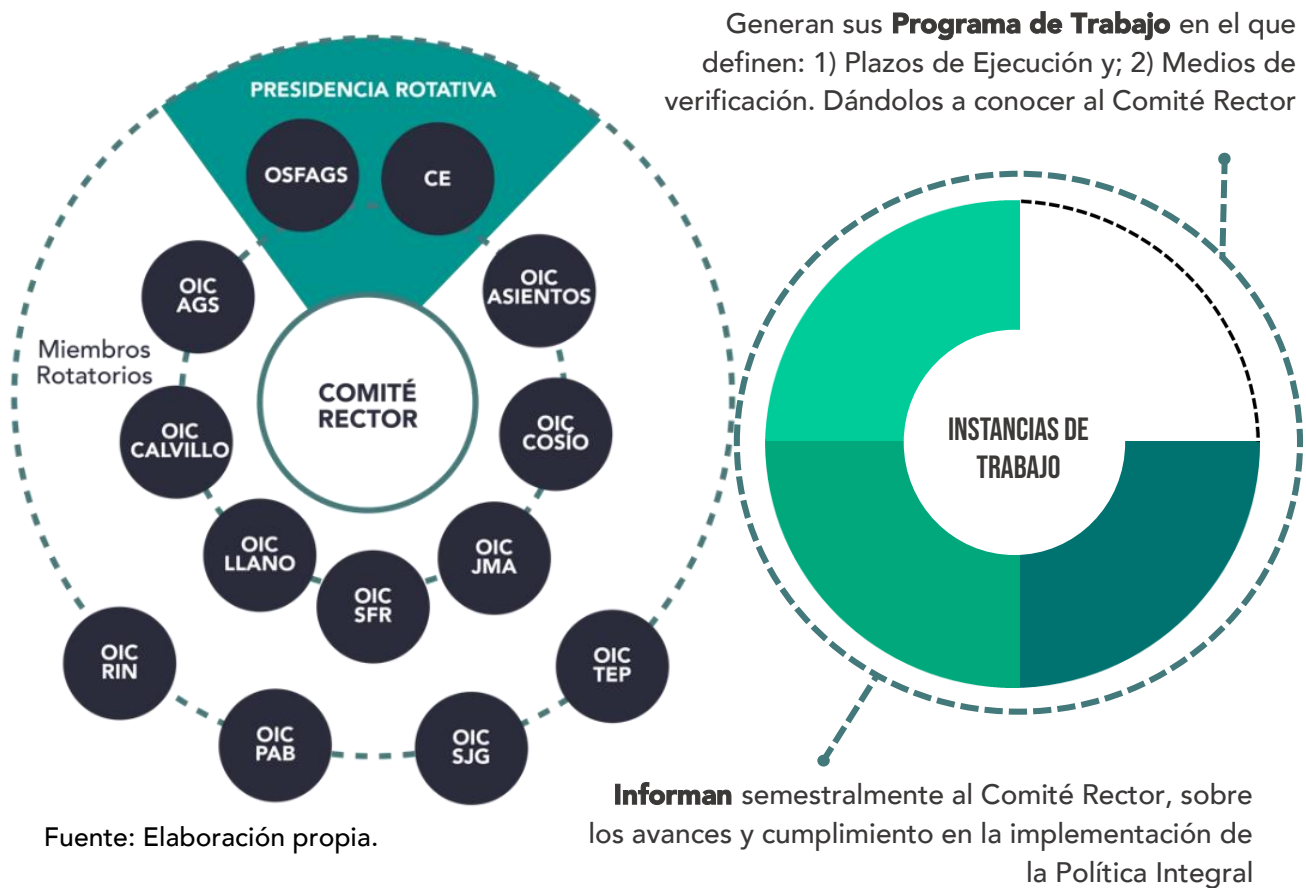 Generan sus Programa de Trabajo en el que
definen: 1) Plazos de Ejecución y; 2) Medios de
verificación. Dándolos a conocer al Comité Rector
PRESIDENCIA ROTATIVA
OSFAGS
CE
OIC
AGS
OIC
ASIENTOS
Miembros
Rotatorios
COMITÉ
RECTOR
OIC
CALVILLO
OIC
COSÍO
OIC
LLANO
OIC
JMA
OIC
SFR
OIC
RIN
OIC
TEP
OIC
PAB
OIC
SJG
INSTANCIAS DE
TRABAJO
Informan semestralmente al Comité Rector, sobre
los avances y cumplimiento en la implementación de
la Política Integral
Fuente: Elaboración propia.